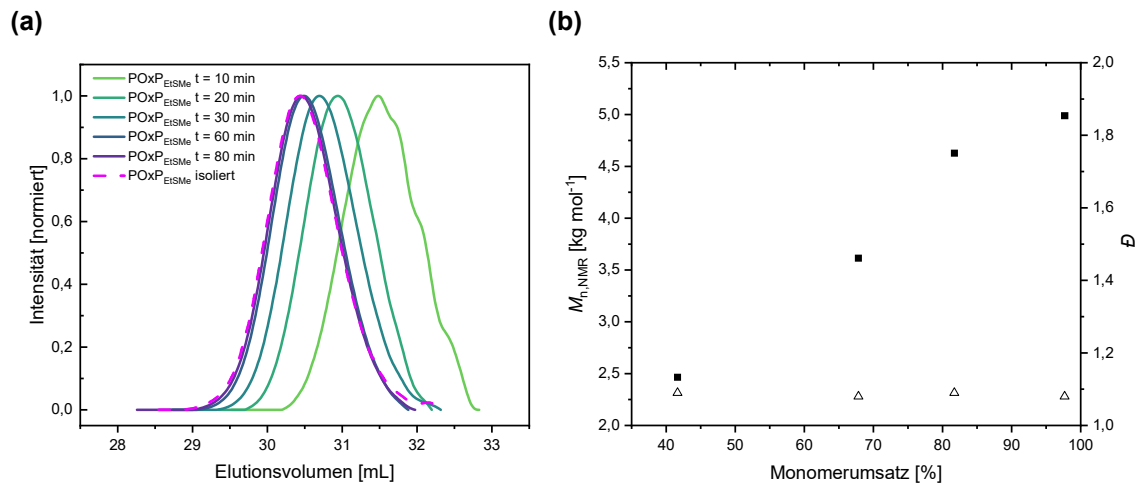 (a)
(b)
POxP_EtSMe t = 10 min
POxP_EtSMe t = 20 min
POxP_EtSMe t = 30 min
POxP_EtSMe t = 60 min
POxP_EtSMe t = 80 min
POxP_EtSMe isoliert
Intensität [normiert]
1,0
0,8
0,6
0,4
0,2
0,0
28 29 30 31 32 33
Elutionsvolumen [mL]
M_n,NMR [kg mol⁻¹]
5,5
5,0
4,5
4,0
3,5
3,0
2,5
2,0
2,0
1,8
1,6
1,4
1,2
1,0
Đ
40 50 60 70 80 90 100
Monomerumsatz [%]